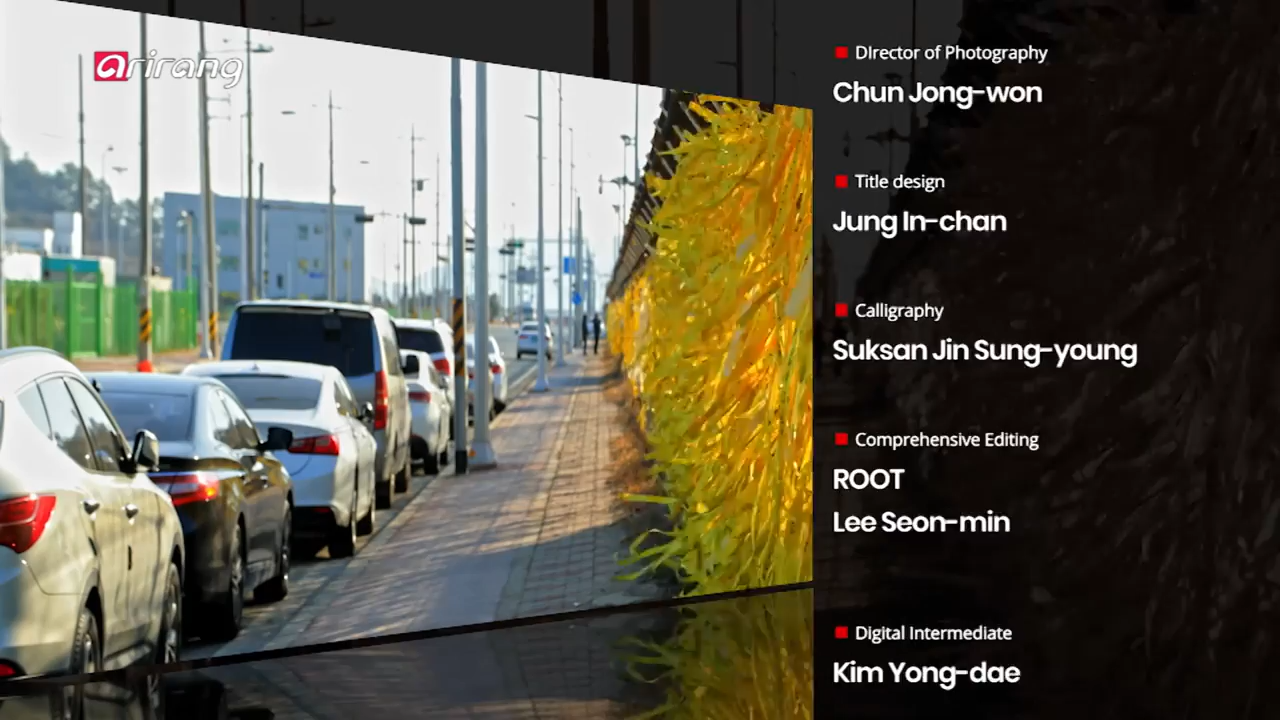 arirang
DIrector of Photography
Chun Jong-won
Title design
Jung In-chan
Calligraphy
Suksan Jin Sung-young
Comprehensive Editing
ROOT
Lee Seon-min
Digital Intermediate
Kim Yong-dae